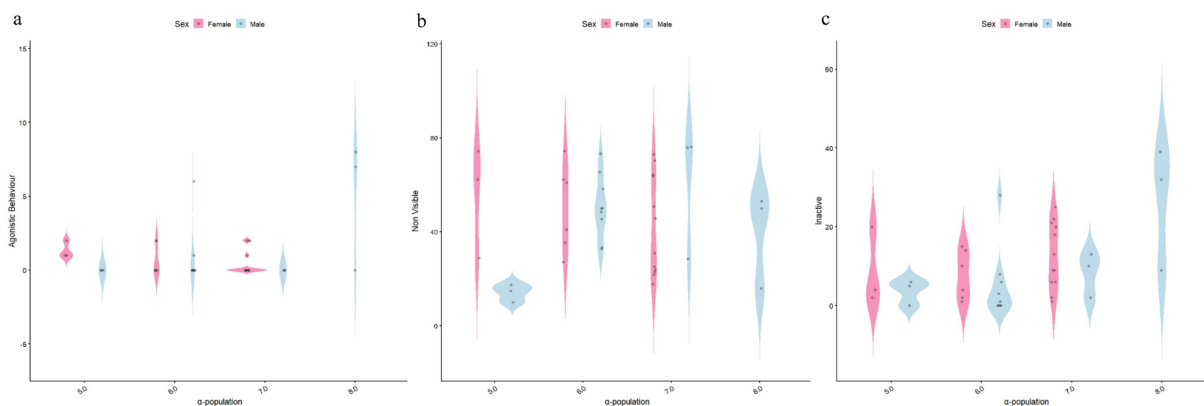 a
Sex Female Male
15
10
5
0
-5
Agonistic Behaviour
5.0 6.0 7.0 8.0
α-population
b
Sex Female Male
120
80
40
0
Non Visible
5.0 6.0 7.0 8.0
α-population
c
Sex Female Male
60
40
20
0
Inactive
5.0 6.0 7.0 8.0
α-population